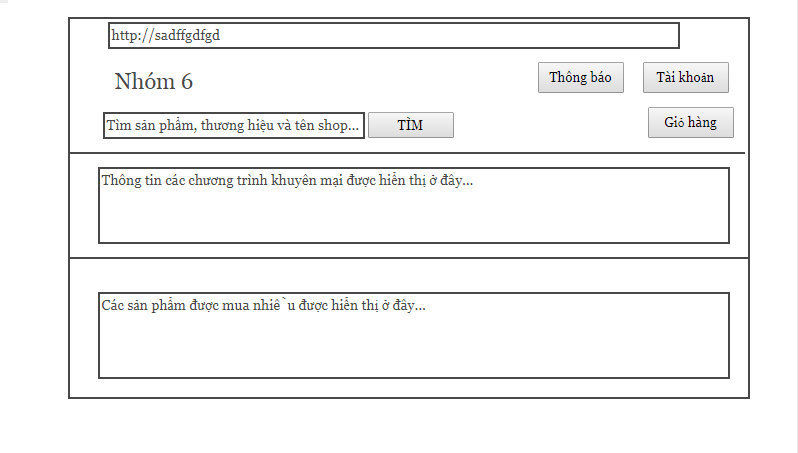 http://sadffgdfgd
Nhóm 6
Thông báo
Tài khoản
Tìm sản phẩm, thương hiệu và tên shop...
TÌM
Giỏ hàng
Thông tin các chương trình khuyên mại được hiển thị ở đây...
Các sản phẩm được mua nhiê`u được hiển thị ở đây...